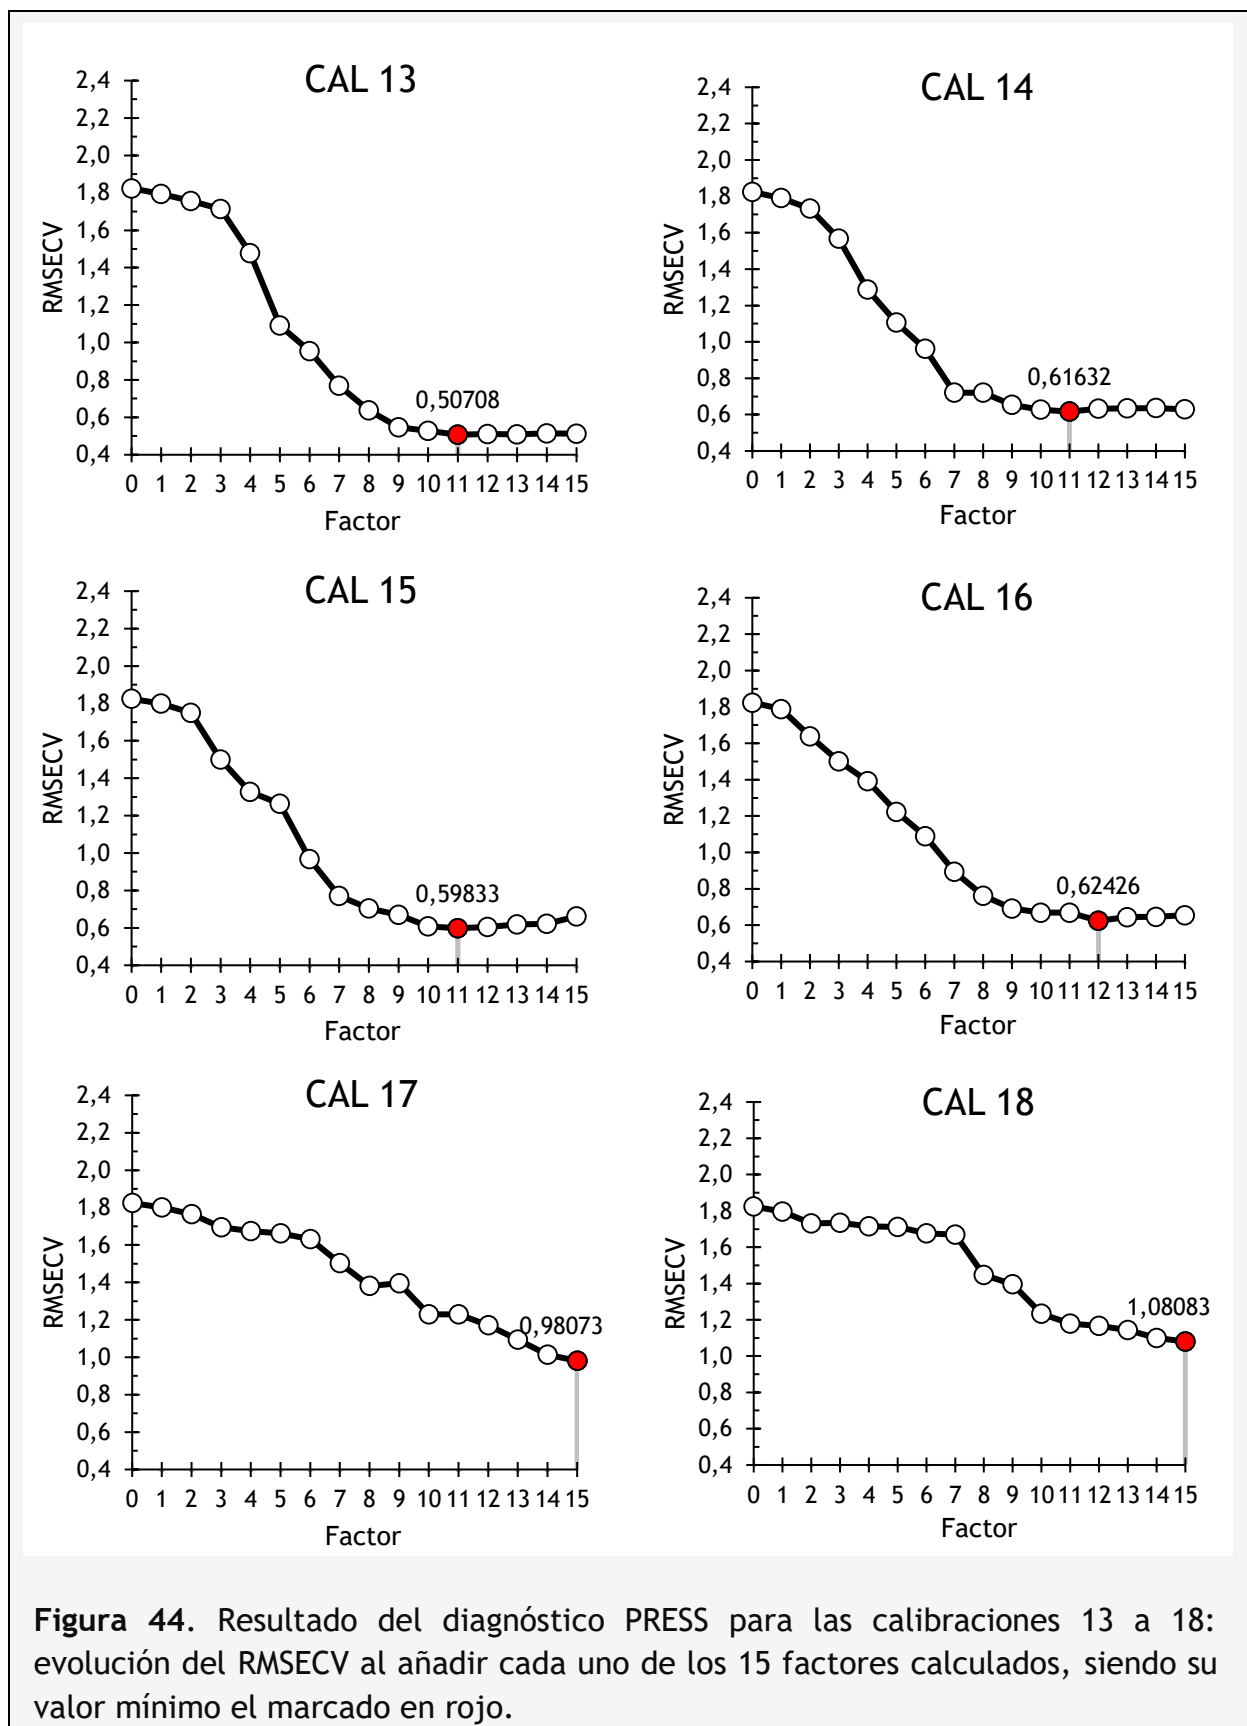 CAL 13
2,4
2,2
2,0
1,8
1,6
1,4
1,2
1,0
0,8
0,6
0,4
RMSECV
0,50708
0 1 2 3 4 5 6 7 8 9 10 11 12 13 14 15
Factor
CAL 14
2,4
2,2
2,0
1,8
1,6
1,4
1,2
1,0
0,8
0,6
0,4
RMSECV
0,61632
0 1 2 3 4 5 6 7 8 9 10 11 12 13 14 15
Factor
CAL 15
2,4
2,2
2,0
1,8
1,6
1,4
1,2
1,0
0,8
0,6
0,4
RMSECV
0,59833
0 1 2 3 4 5 6 7 8 9 10 11 12 13 14 15
Factor
CAL 16
2,4
2,2
2,0
1,8
1,6
1,4
1,2
1,0
0,8
0,6
0,4
RMSECV
0,62426
0 1 2 3 4 5 6 7 8 9 10 11 12 13 14 15
Factor
CAL 17
2,4
2,2
2,0
1,8
1,6
1,4
1,2
1,0
0,8
0,6
0,4
RMSECV
0,98073
0 1 2 3 4 5 6 7 8 9 10 11 12 13 14 15
Factor
CAL 18
2,4
2,2
2,0
1,8
1,6
1,4
1,2
1,0
0,8
0,6
0,4
RMSECV
1,08083
0 1 2 3 4 5 6 7 8 9 10 11 12 13 14 15
Factor
Figura 44. Resultado del diagnóstico PRESS para las calibraciones 13 a 18:
evolución del RMSECV al añadir cada uno de los 15 factores calculados, siendo su
valor mínimo el marcado en rojo.